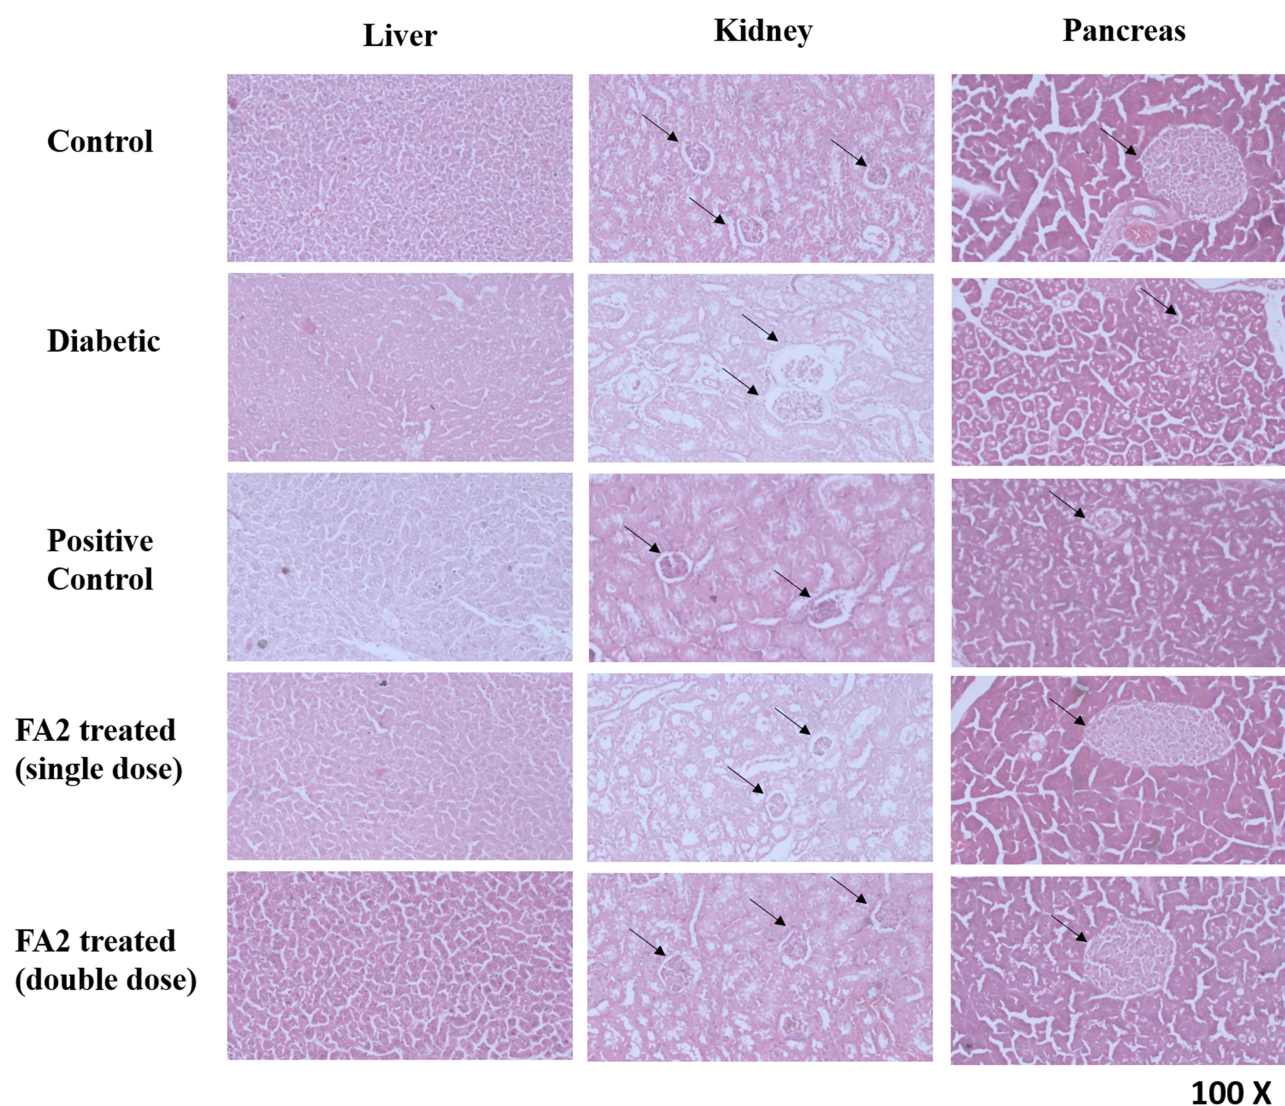 Liver
Kidney
Pancreas
Control
Diabetic
Positive
Control
FA2 treated
(single dose)
FA2 treated
(double dose)
100 X